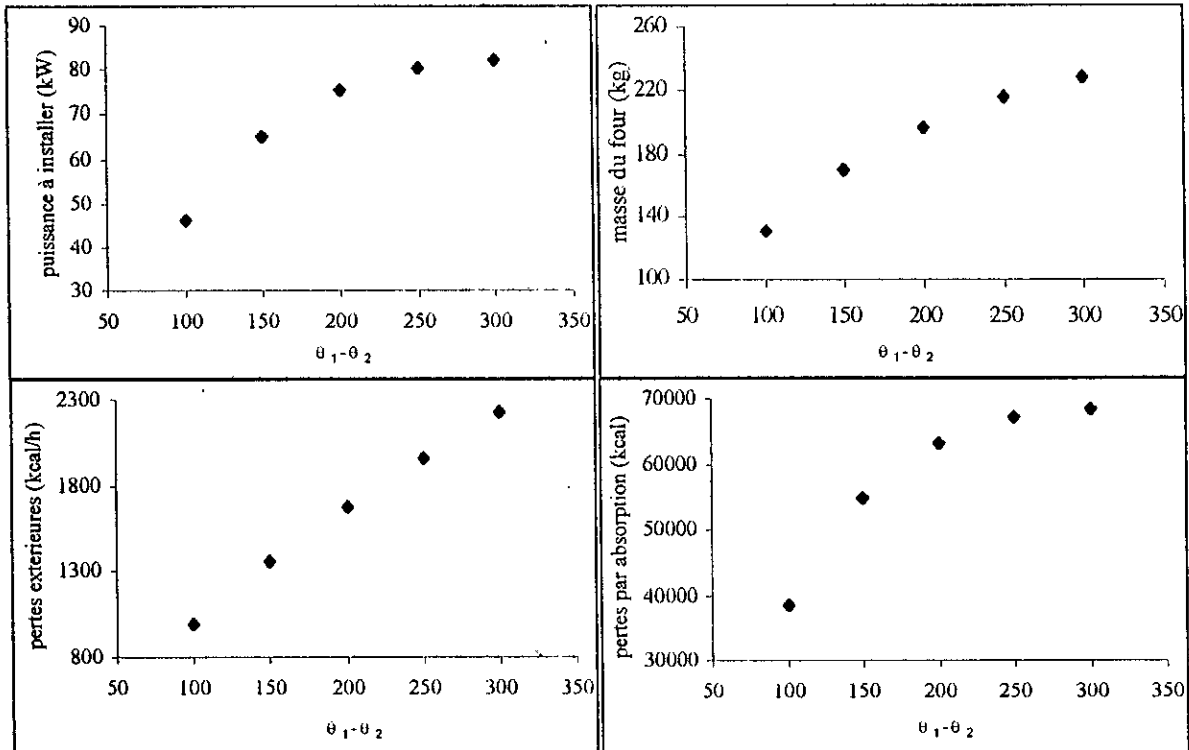 puissance à installer (kW)
90
80
70
60
50
40
30
50 100 150 200 250 300 350
θ 1-θ 2
masse du four (kg)
260
220
180
140
100
50 100 150 200 250 300 350
θ 1-θ 2
pertes exterieures (kcal/h)
2300
1800
1300
800
50 100 150 200 250 300 350
θ 1-θ 2
pertes par absorption (kcal)
70000
60000
50000
40000
30000
50 100 150 200 250 300 350
θ 1-θ 2